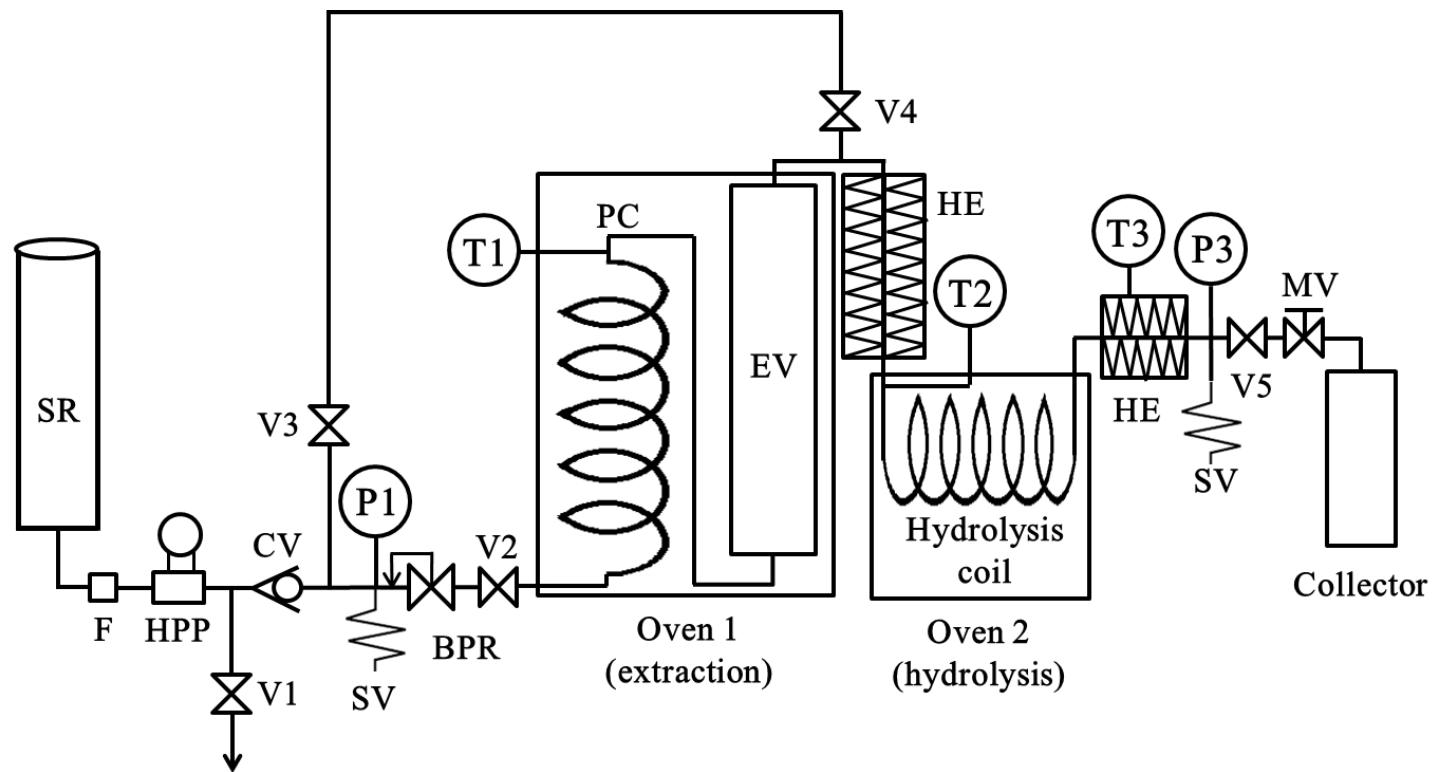 V4
PC
HE
T1
T3
P3
T2
MV
SR
EV
V3
V5
HE
SV
P1
CV
V2
Hydrolysis
coil
Collector
F
HPP
BPR
Oven 1
(extraction)
Oven 2
(hydrolysis)
V1
SV